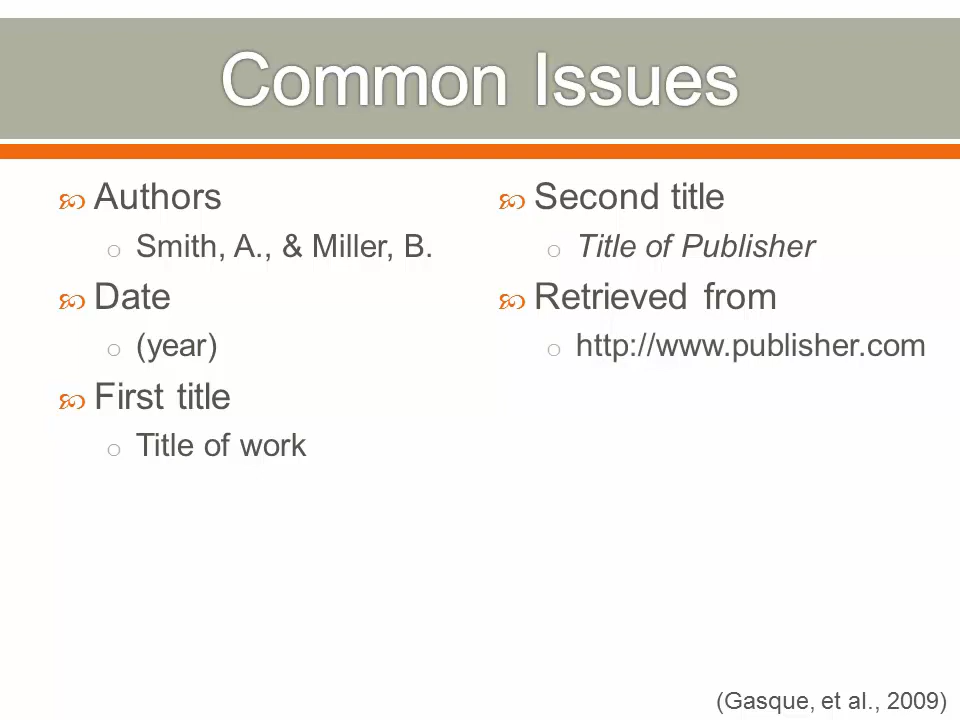 Common Issues
Authors
Smith, A., & Miller, B.
Date
(year)
First title
Title of work
Second title
Title of Publisher
Retrieved from
http://www.publisher.com
(Gasque, et al., 2009)